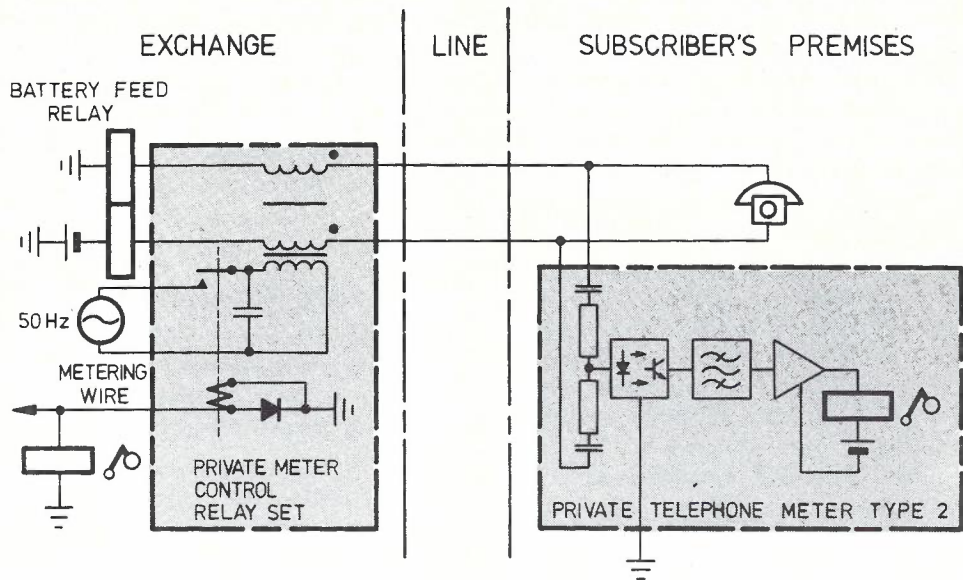 EXCHANGE
LINE
SUBSCRIBER'S PREMISES
BATTERY FEED
RELAY
50 Hz
METERING
WIRE
PRIVATE METER
CONTROL
RELAY SET
PRIVATE TELEPHONE METER TYPE 2